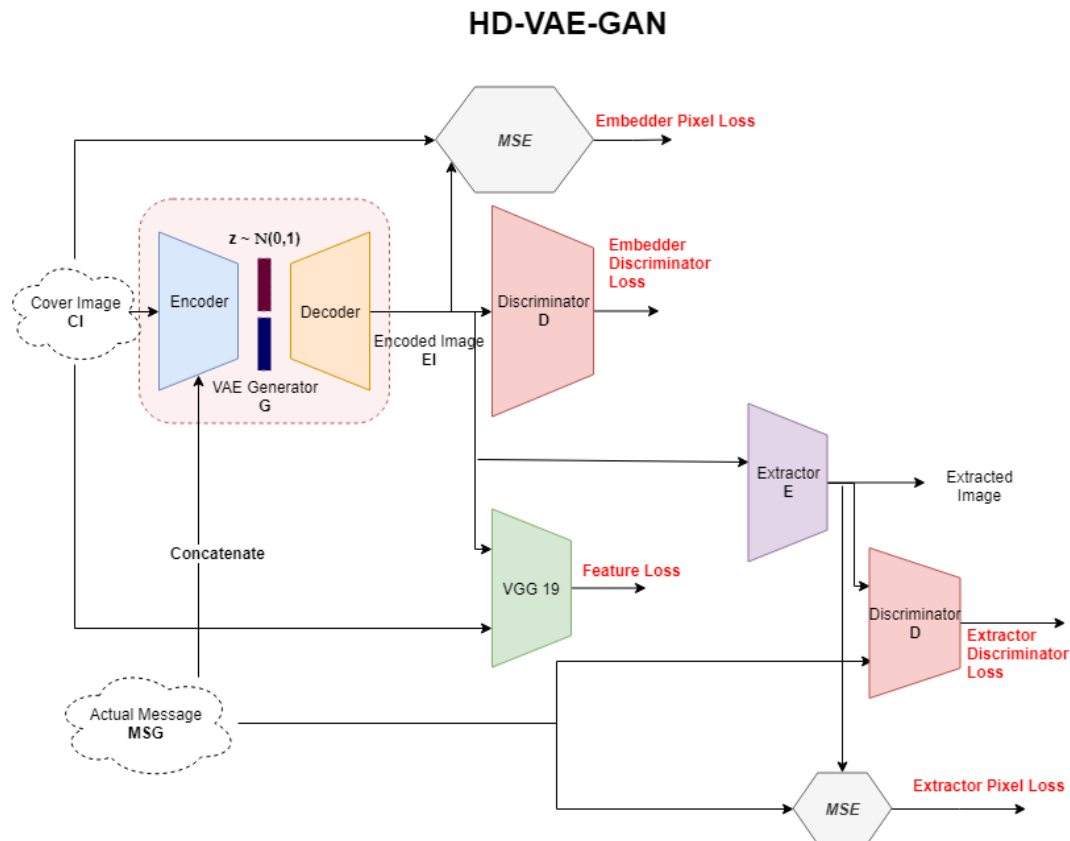 HD-VAE-GAN
MSE
Embedder Pixel Loss
z ~ N(0,1)
Encoder
Decoder
VAE Generator
G
Cover Image
CI
Encoded Image
EI
Discriminator
D
Embedder
Discriminator
Loss
Extractor
E
Extracted
Image
Concatenate
VGG 19
Feature Loss
Discriminator
D
Extractor
Discriminator
Loss
Actual Message
MSG
MSE
Extractor Pixel Loss